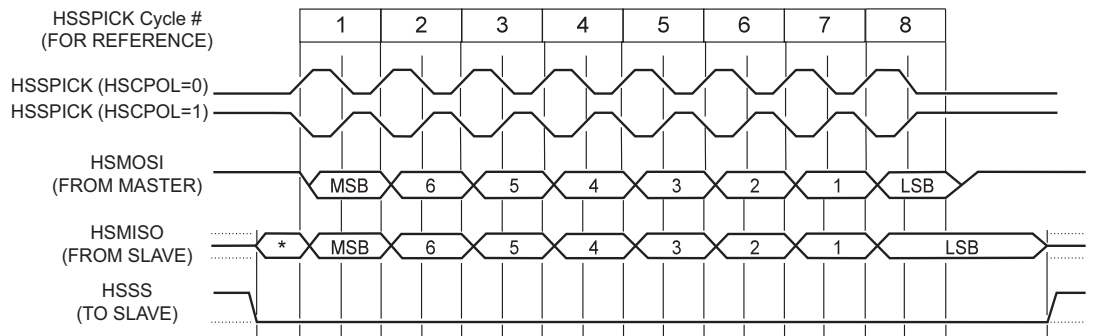 HSSPICK Cycle #
(FOR REFERENCE)
1 2 3 4 5 6 7 8
HSSPICK (HSCPOL=0)
HSSPICK (HSCPOL=1)
HSMOSI
(FROM MASTER)
MSB 6 5 4 3 2 1 LSB
HSMISO
(FROM SLAVE)
* MSB 6 5 4 3 2 1 LSB
HSSS
(TO SLAVE)